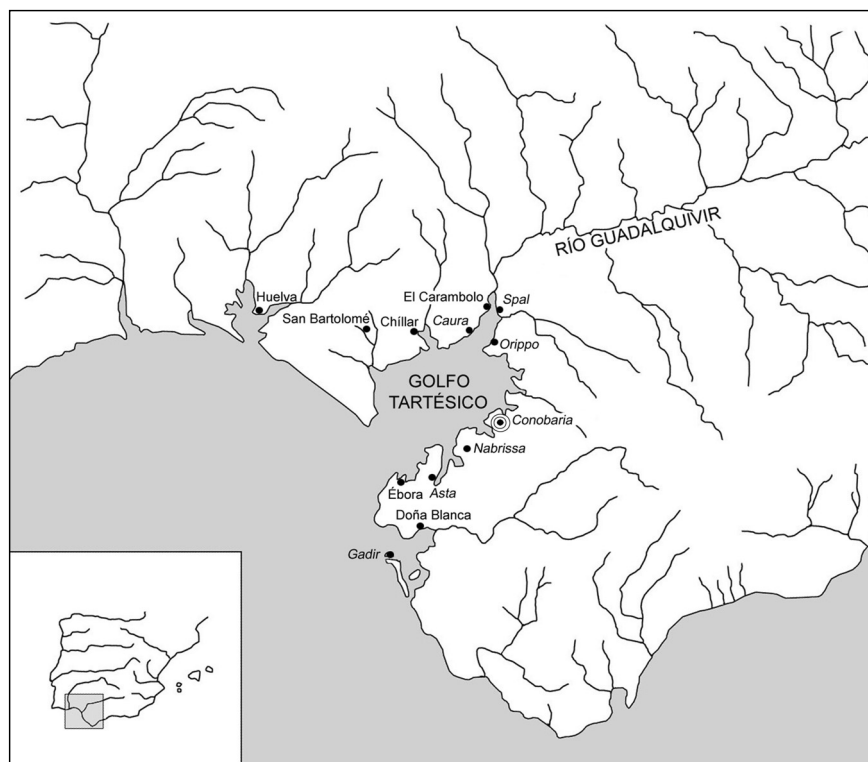 RÍO GUADALQUIVIR
Huelva
El Carambolo
Spal
San Bartolomé
Chíllar
Caura
Orippo
GOLFO
TARTÉSICO
Conobaria
Nabrissa
Ébora
Asta
Doña Blanca
Gadir